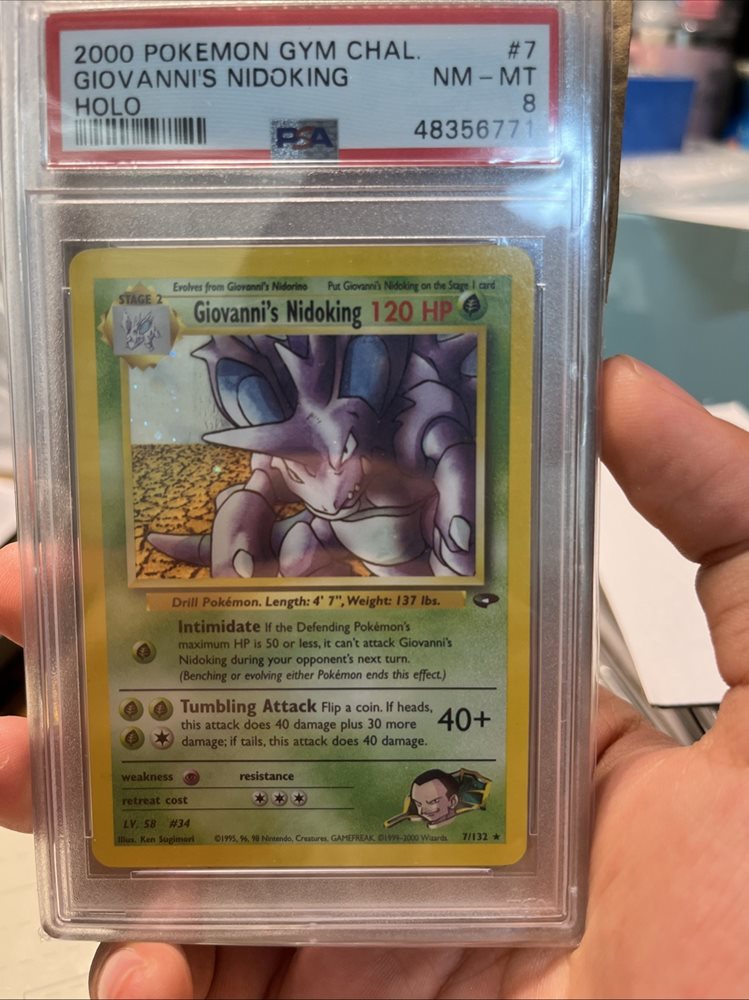 2000 POKEMON GYM CHAL. #7
GIOVANNI'S NIDOKING NM - MT
HOLO 8
PSA 48356771
Evolves from Giovanni's Nidorino Put Giovanni's Nidoking on the Stage 1 card
STAGE 2
Giovanni's Nidoking 120 HP
Drill Pokémon. Length: 4' 7", Weight: 137 lbs.
Intimidate If the Defending Pokémon's
maximum HP is 50 or less, it can't attack Giovanni's
Nidoking during your opponent's next turn.
(Benching or evolving either Pokémon ends this effect.)
Tumbling Attack Flip a coin. If heads,
this attack does 40 damage plus 30 more
damage; if tails, this attack does 40 damage.
40+
weakness resistance
retreat cost
LV. 58 #34
Illus. Ken Sugimori ©1995, 96, 98 Nintendo, Creatures, GAMEFREAK. ©1999-2000 Wizards. 7/132 ★